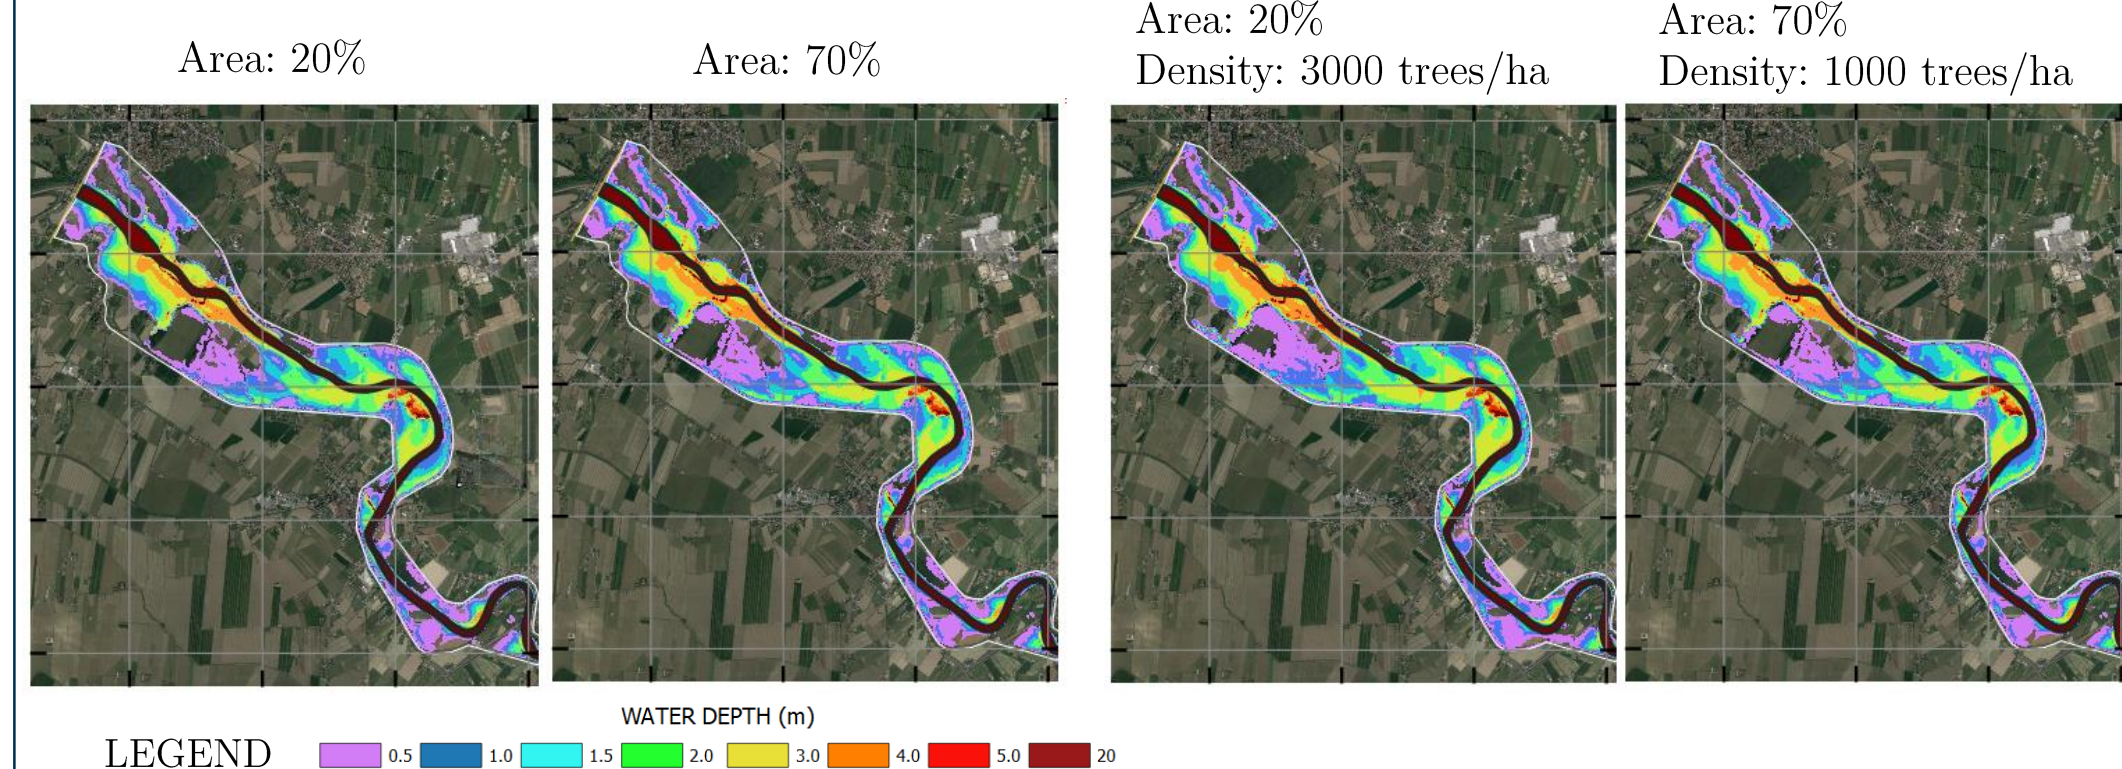 Area: 20%
Area: 70%
Area: 20%
Density: 3000 trees/ha
Area: 70%
Density: 1000 trees/ha
WATER DEPTH (m)
LEGEND 0.5 1.0 1.5 2.0 3.0 4.0 5.0 20